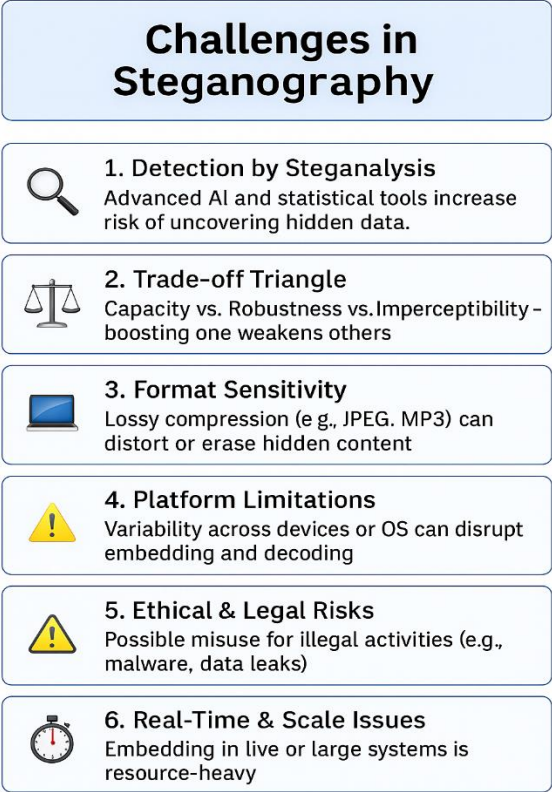 Challenges in
Steganography
1. Detection by Steganalysis
Advanced AI and statistical tools increase
risk of uncovering hidden data.
2. Trade-off Triangle
Capacity vs. Robustness vs.Imperceptibility –
boosting one weakens others
3. Format Sensitivity
Lossy compression (e g., JPEG. MP3) can
distort or erase hidden content
4. Platform Limitations
Variability across devices or OS can disrupt
embedding and decoding
5. Ethical & Legal Risks
Possible misuse for illegal activities (e.g.,
malware, data leaks)
6. Real-Time & Scale Issues
Embedding in live or large systems is
resource-heavy